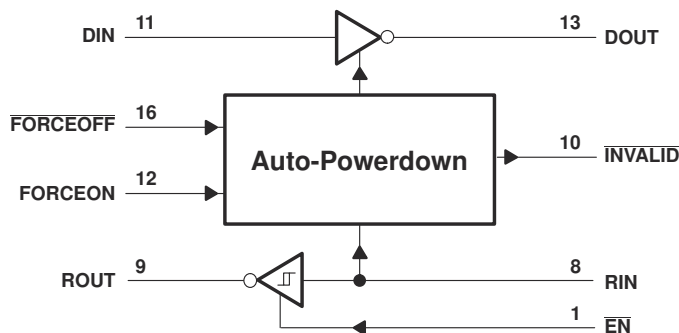 DIN 11 13 DOUT
FORCEOFF 16
Auto-Powerdown 10 INVALID
FORCEON 12
ROUT 9 8 RIN
1 EN